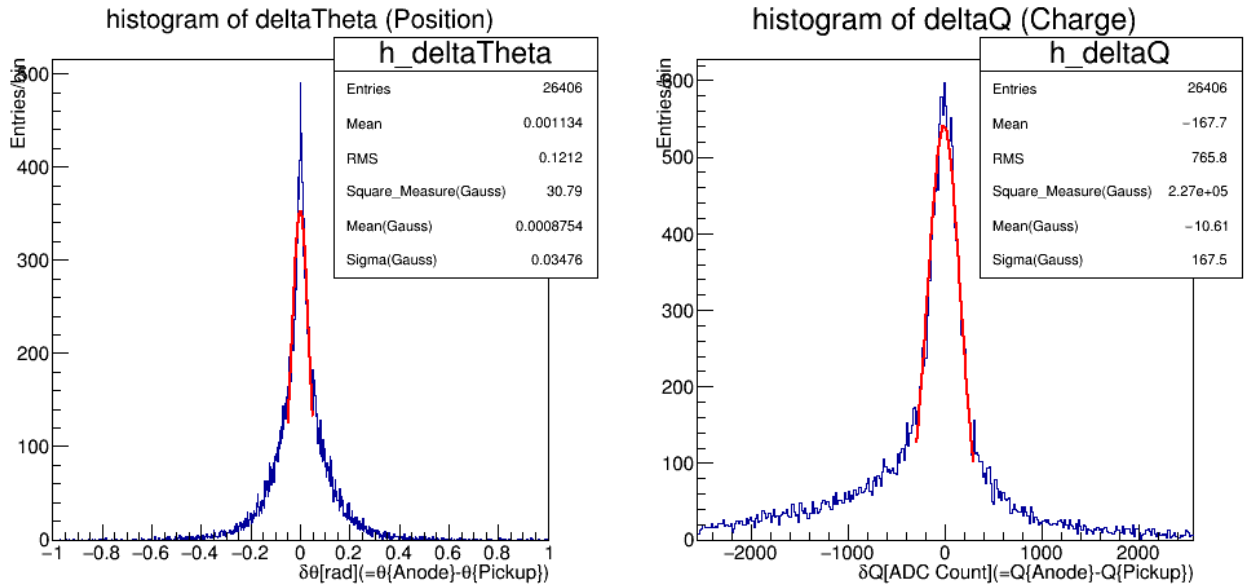 histogram of deltaTheta (Position)
h_deltaTheta
Entries 26406
Mean 0.001134
RMS 0.1212
Square_Measure(Gauss) 30.79
Mean(Gauss) 0.0008754
Sigma(Gauss) 0.03476
Entries/bin
500
400
300
200
100
0
−1 −0.8 −0.6 −0.4 −0.2 0 0.2 0.4 0.6 0.8 1
δθ[rad](=θ{Anode}-θ{Pickup})
histogram of deltaQ (Charge)
h_deltaQ
Entries 26406
Mean −167.7
RMS 765.8
Square_Measure(Gauss) 2.27e+05
Mean(Gauss) −10.61
Sigma(Gauss) 167.5
Entries/bin
600
500
400
300
200
100
0
−2000 −1000 0 1000 2000
δQ[ADC Count](=Q{Anode}-Q{Pickup})